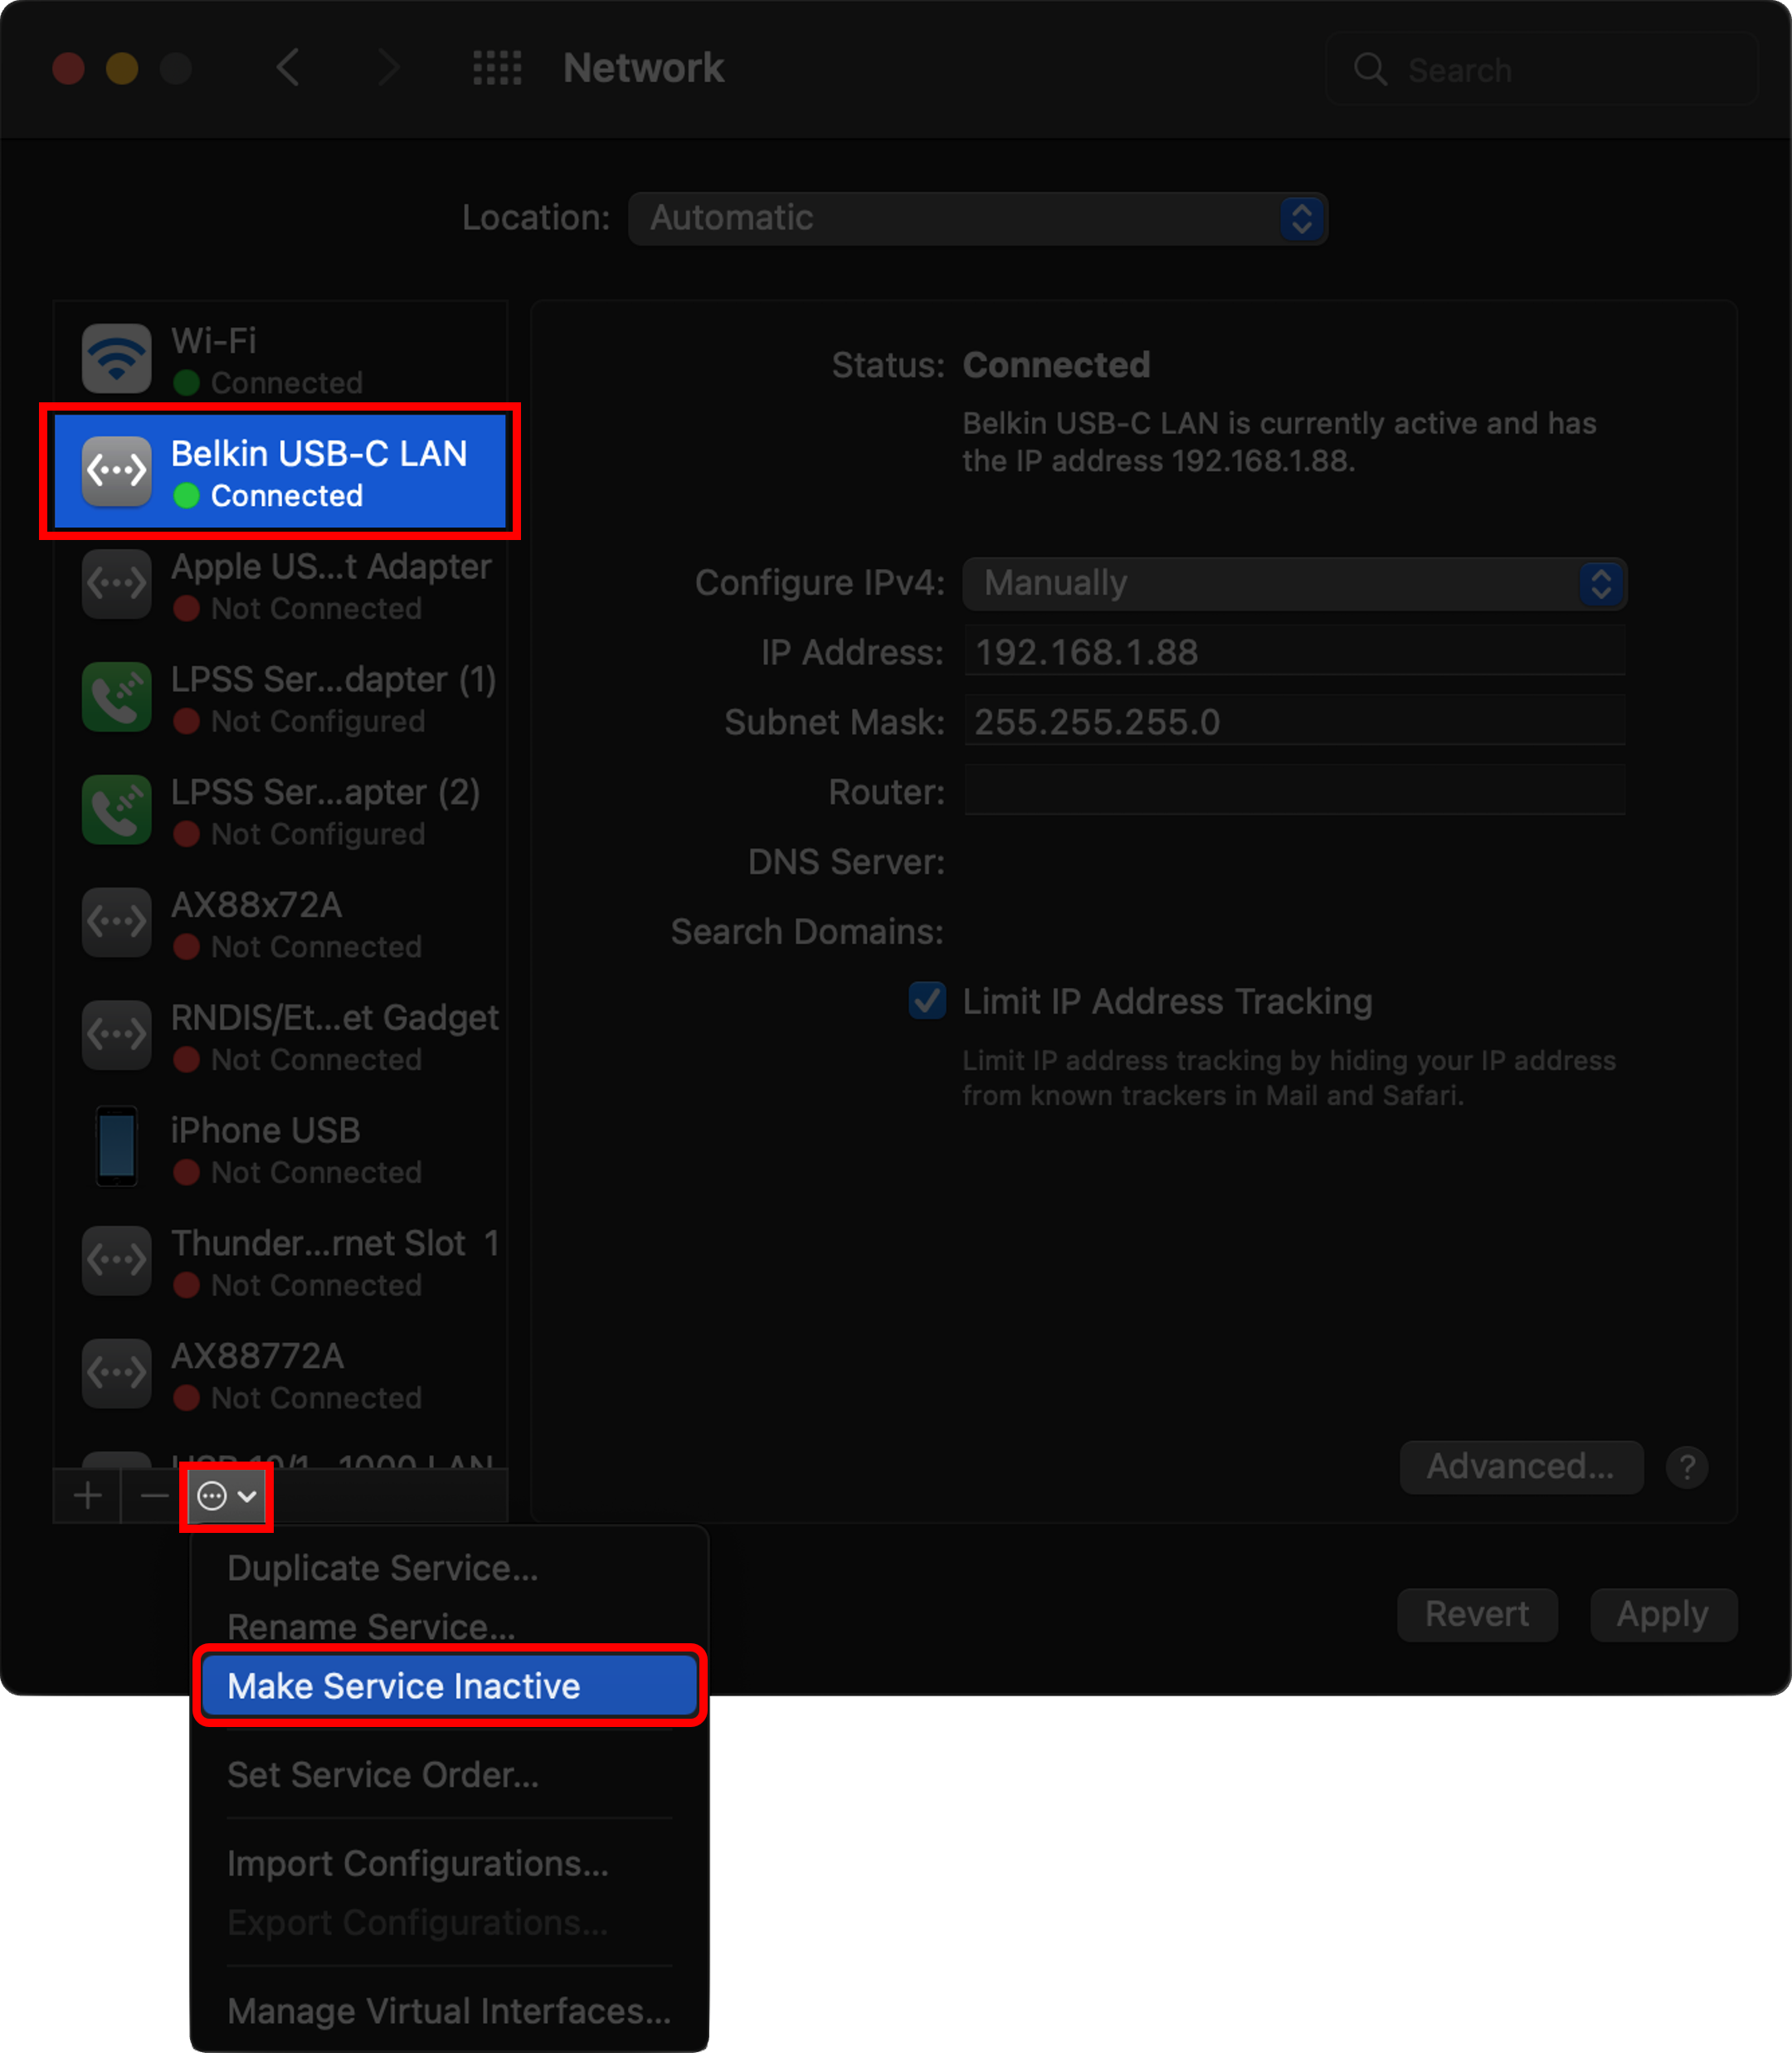 Network
Search
Location: Automatic
Wi-Fi
Connected
Belkin USB-C LAN
Connected
Apple US...t Adapter
Not Connected
LPSS Ser...dapter (1)
Not Configured
LPSS Ser...apter (2)
Not Configured
AX88x72A
Not Connected
RNDIS/Et...et Gadget
Not Connected
iPhone USB
Not Connected
Thunder...rnet Slot 1
Not Connected
AX88772A
Not Connected
USB 10/1...1000 LAN
Status: Connected
Belkin USB-C LAN is currently active and has
the IP address 192.168.1.88.
Configure IPv4: Manually
IP Address: 192.168.1.88
Subnet Mask: 255.255.255.0
Router:
DNS Server:
Search Domains:
Limit IP Address Tracking
Limit IP address tracking by hiding your IP address
from known trackers in Mail and Safari.
Advanced... ?
Revert Apply
Duplicate Service...
Rename Service...
Make Service Inactive
Set Service Order...
Import Configurations...
Export Configurations...
Manage Virtual Interfaces...